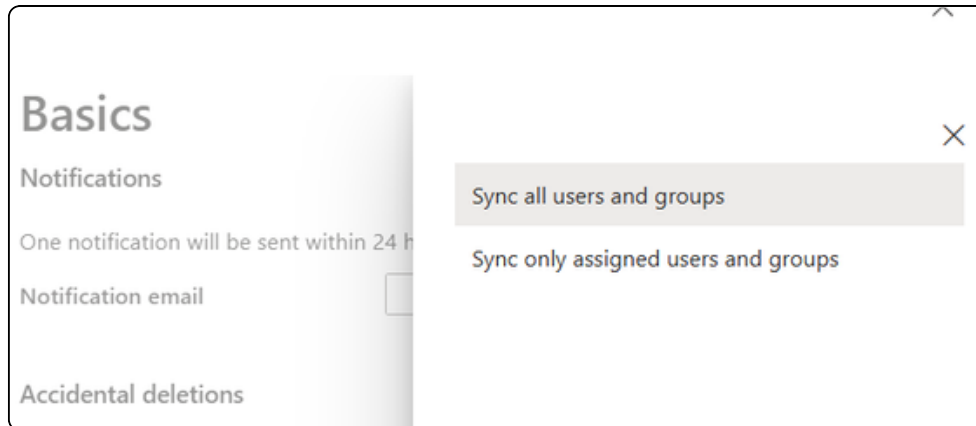 Basics
Notifications
One notification will be sent within 24 h
Notification email
Accidental deletions
Sync all users and groups
Sync only assigned users and groups